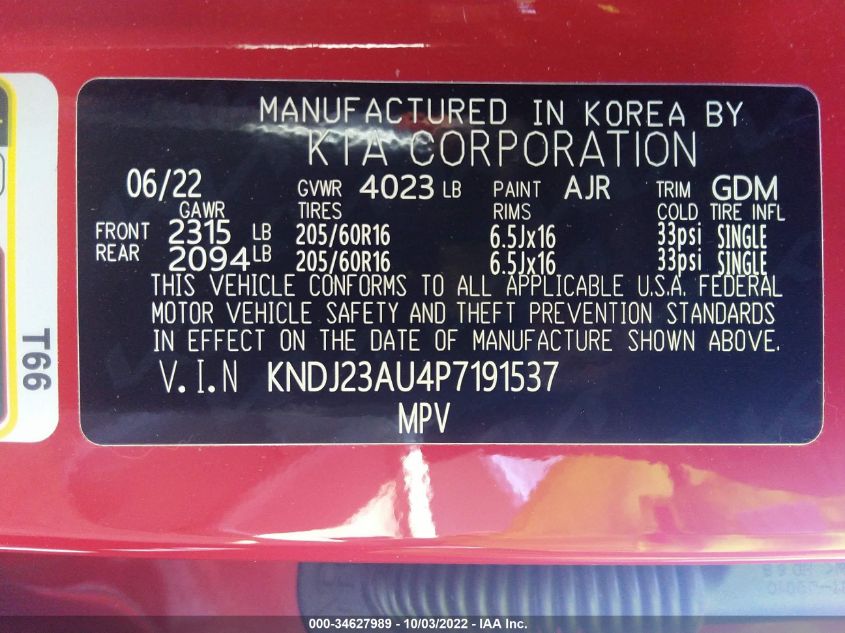 MANUFACTURED IN KOREA BY
KIA CORPORATION
06/22 GVWR 4023 LB PAINT AJR TRIM GDM
GAWR TIRES RIMS COLD TIRE INFL
FRONT 2315 LB 205/60R16 6.5Jx16 33psi SINGLE
REAR 2094 LB 205/60R16 6.5Jx16 33psi SINGLE
THIS VEHICLE CONFORMS TO ALL APPLICABLE U.S.A. FEDERAL
MOTOR VEHICLE SAFETY AND THEFT PREVENTION STANDARDS
IN EFFECT ON THE DATE OF MANUFACTURE SHOWN ABOVE.
V.I.N KNDJ23AU4P7191537
MPV
T66
000-34627989 - 10/03/2022 - IAA Inc.